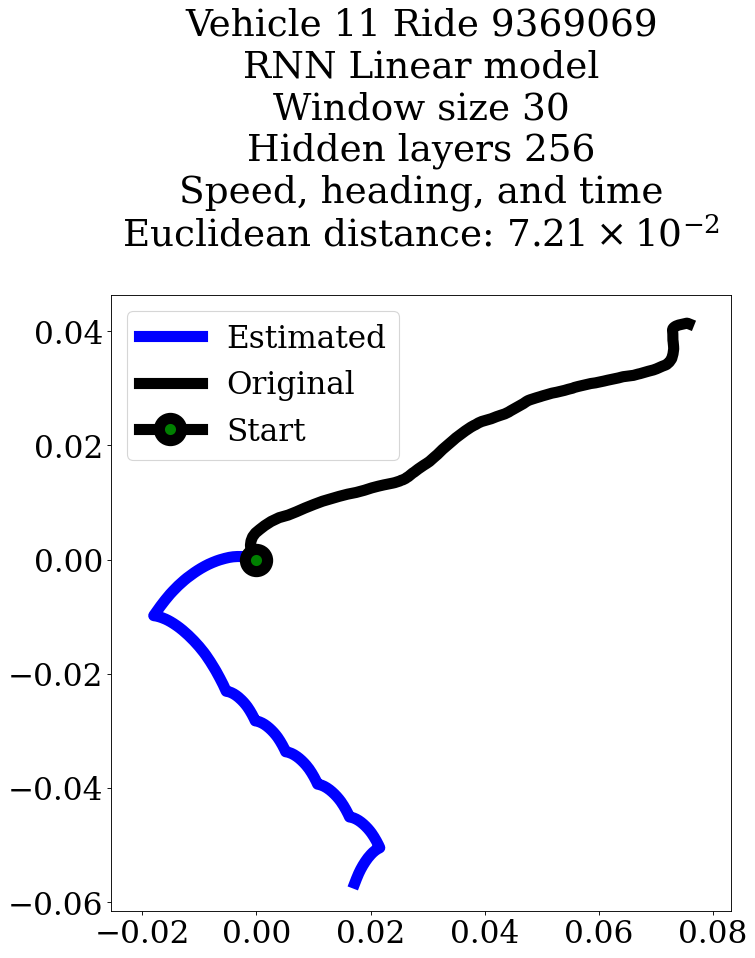 Vehicle 11 Ride 9369069
RNN Linear model
Window size 30
Hidden layers 256
Speed, heading, and time
Euclidean distance: 7.21 × 10⁻²
Estimated
Original
Start
0.04
0.02
0.00
−0.02
−0.04
−0.06
−0.02 0.00 0.02 0.04 0.06 0.08